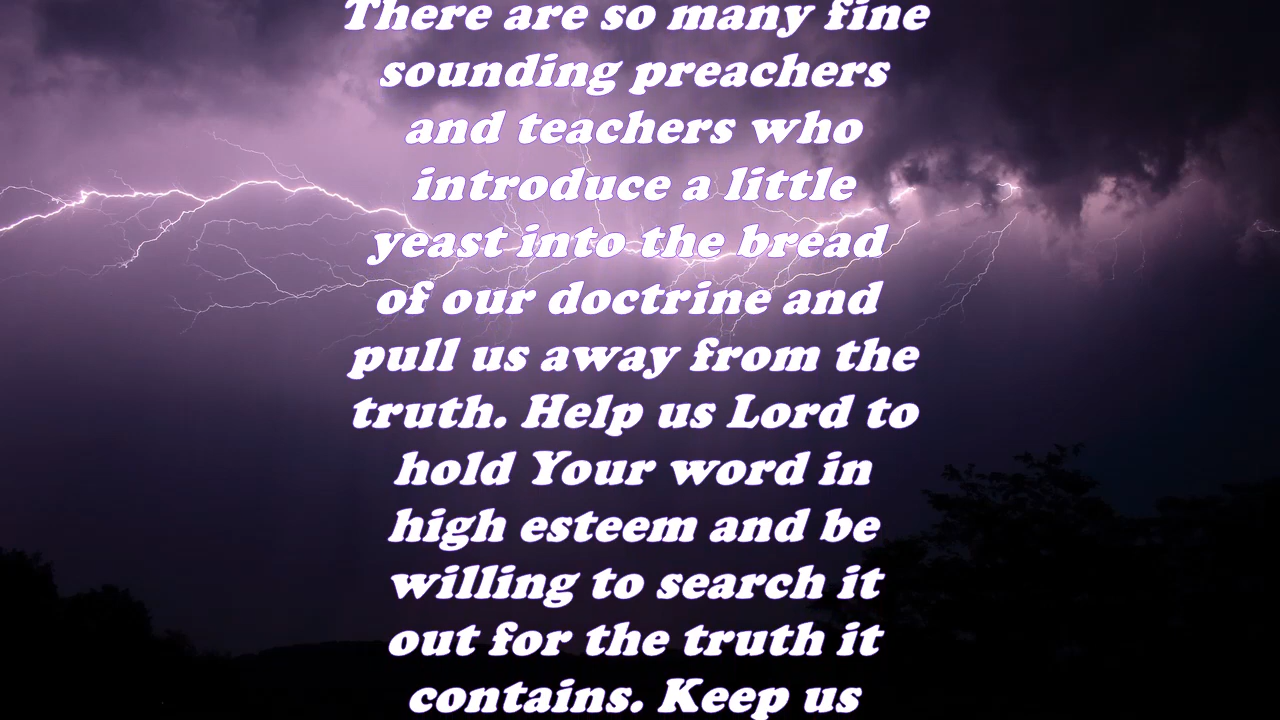 There are so many fine
sounding preachers
and teachers who
introduce a little
yeast into the bread
of our doctrine and
pull us away from the
truth. Help us Lord to
hold Your word in
high esteem and be
willing to search it
out for the truth it
contains. Keep us